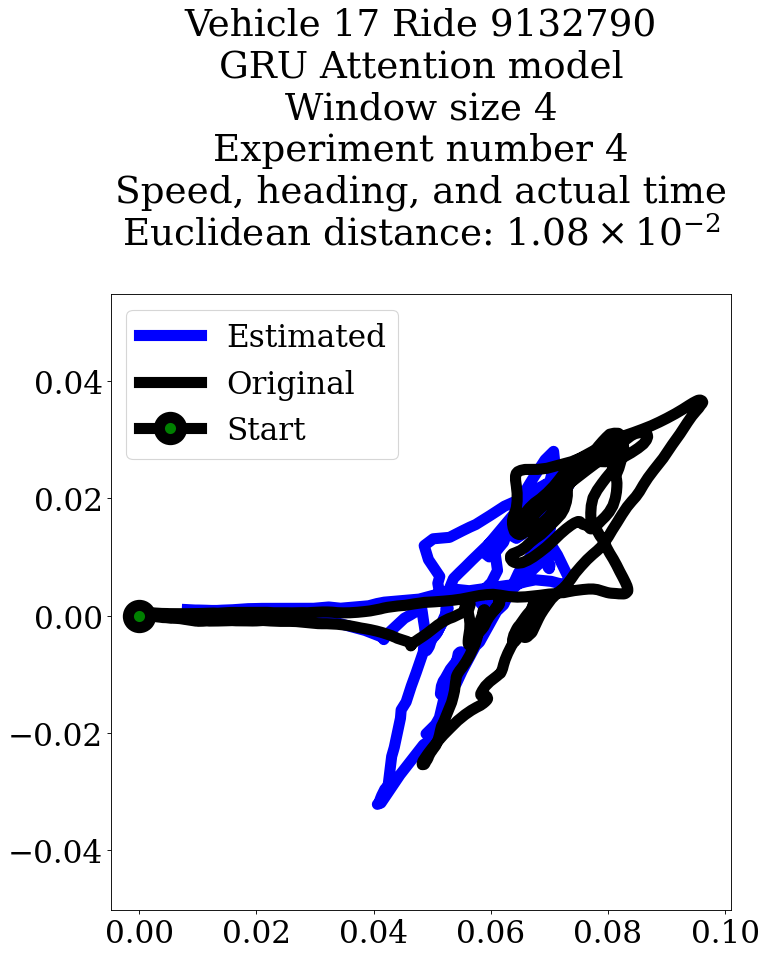 Vehicle 17 Ride 9132790
GRU Attention model
Window size 4
Experiment number 4
Speed, heading, and actual time
Euclidean distance: 1.08 × 10⁻²
Estimated
Original
Start
0.04
0.02
0.00
−0.02
−0.04
0.00 0.02 0.04 0.06 0.08 0.10